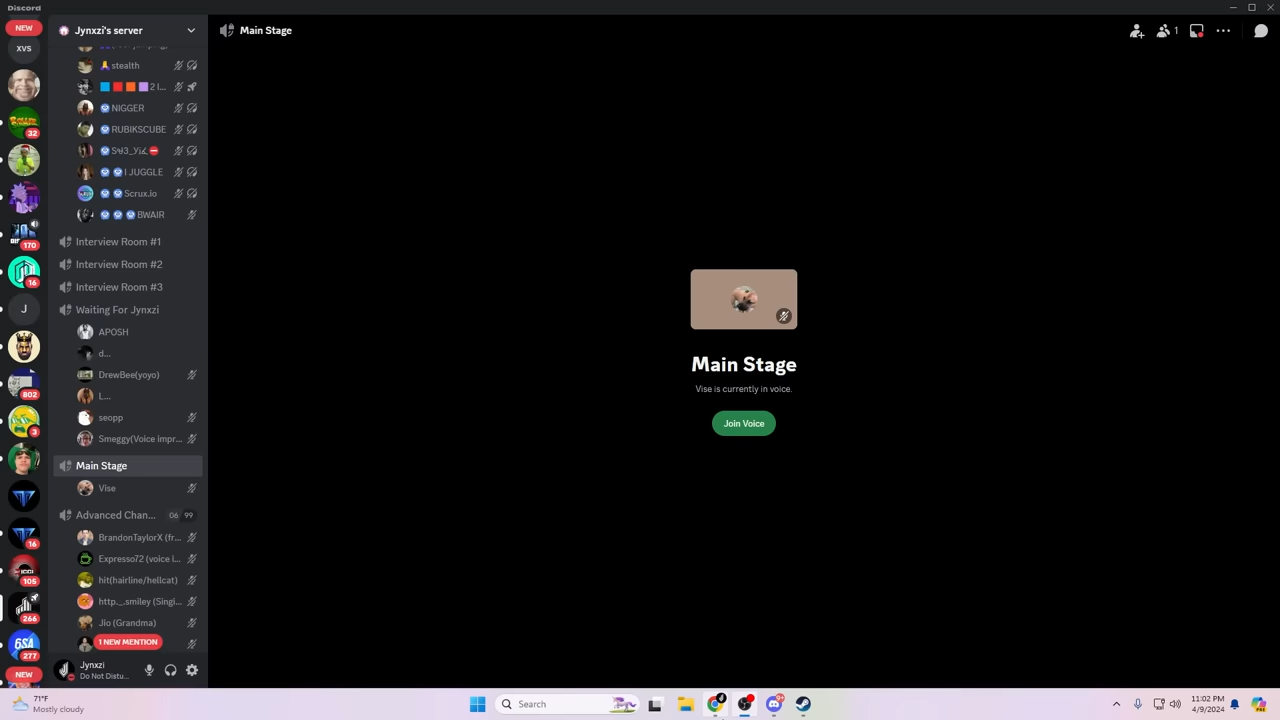 Discord
NEW
XVS
32
170
16
J
802
3
16
105
266
6SA
277
NEW
Jynxzi's server
stealth
2 I...
NIGGER
RUBIKSCUBE
I JUGGLE
Scrux.io
BWAIR
Interview Room #1
Interview Room #2
Interview Room #3
Waiting For Jynxzi
APOSH
d...
DrewBee(yoyo)
L...
seopp
Smeggy(Voice impr...
Main Stage
Vise
Advanced Chan... 06 99
BrandonTaylorX (fr...
Expresso72 (voice i...
hit(hairline/hellcat)
http._.smiley (Singi...
Jio (Grandma)
1 NEW MENTION
Jynxzi
Do Not Distu...
Main Stage
1
Main Stage
Vise is currently in voice.
Join Voice
71°F
Mostly cloudy
Search
11:02 PM
4/9/2024